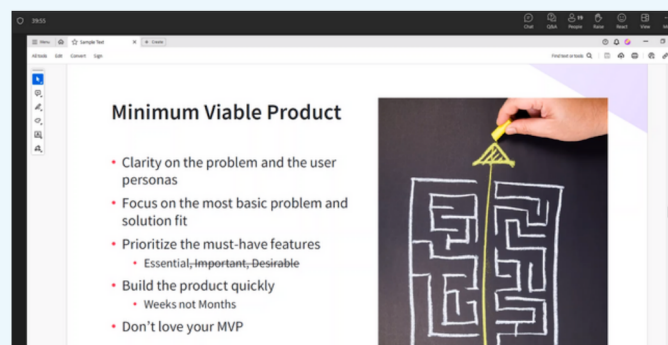 39:55
Chat Q&A People 39 Raise React View
Menu Sample Text × + Create
All tools Edit Convert Sign
Find text or tools
Minimum Viable Product
• Clarity on the problem and the user
personas
• Focus on the most basic problem and
solution fit
• Prioritize the must-have features
• Essential, Important, Desirable
• Build the product quickly
• Weeks not Months
• Don't love your MVP